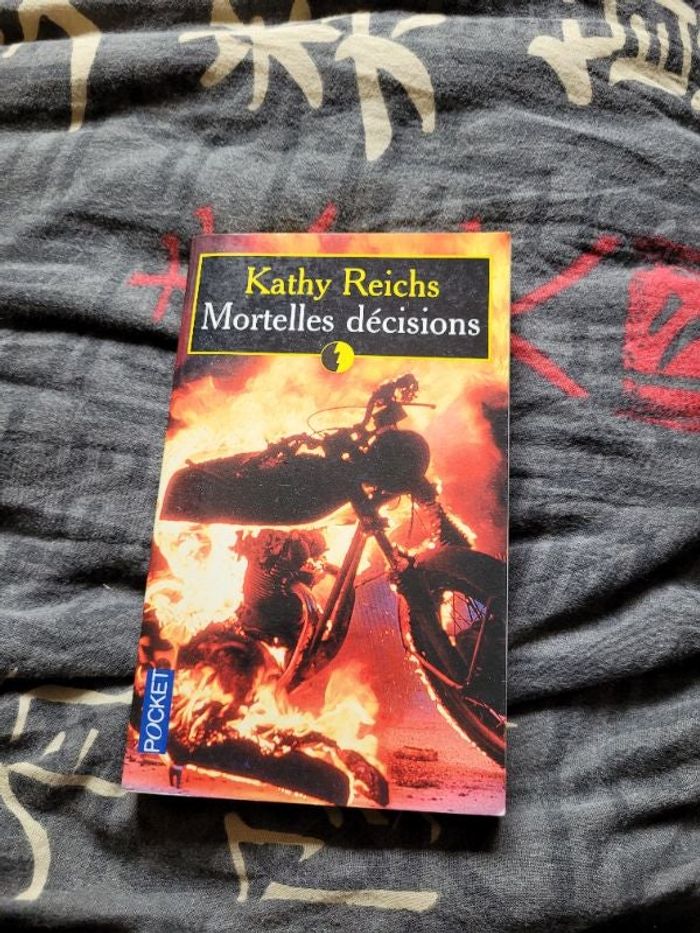 Kathy Reichs
Mortelles décisions
POCKET